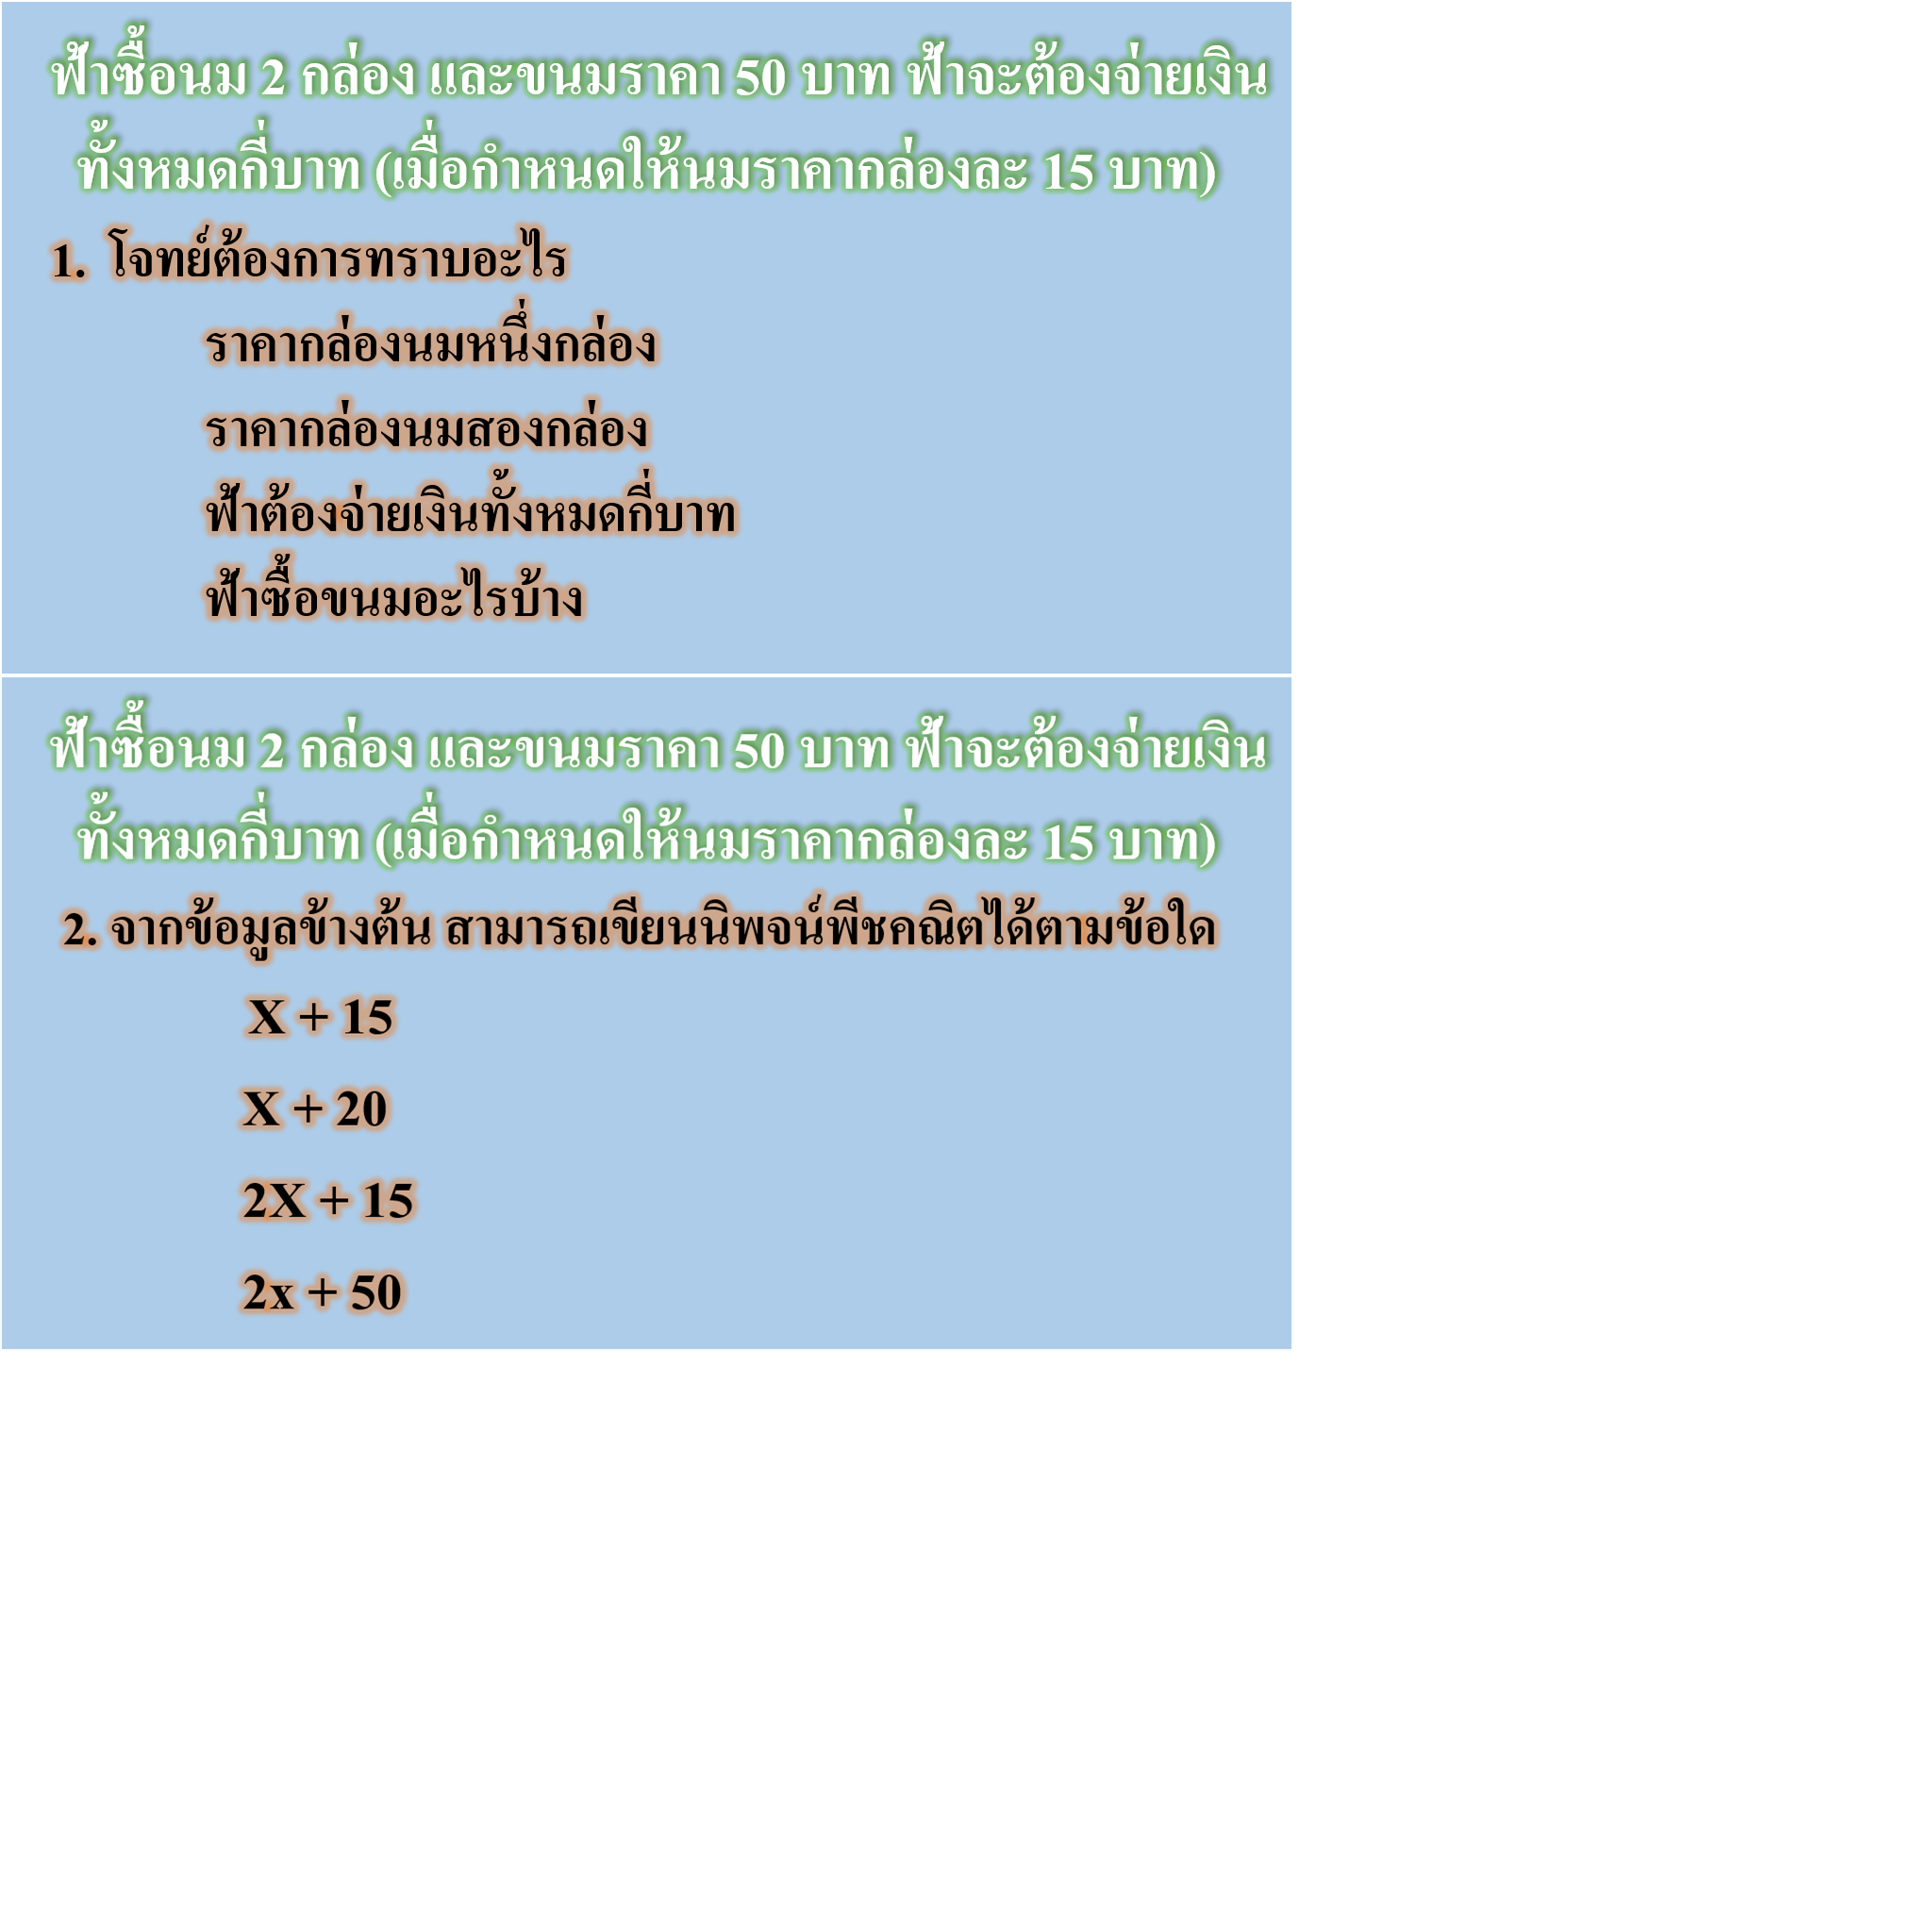 ฟ้าซื้อนม 2 กล่อง และขนมราคา 50 บาท ฟ้าจะต้องจ่ายเงิน
ทั้งหมดกี่บาท (เมื่อกำหนดให้นมราคากล่องละ 15 บาท)
1. โจทย์ต้องการทราบอะไร
ราคากล่องนมหนึ่งกล่อง
ราคากล่องนมสองกล่อง
ฟ้าต้องจ่ายเงินทั้งหมดกี่บาท
ฟ้าซื้อขนมอะไรบ้าง
ฟ้าซื้อนม 2 กล่อง และขนมราคา 50 บาท ฟ้าจะต้องจ่ายเงิน
ทั้งหมดกี่บาท (เมื่อกำหนดให้นมราคากล่องละ 15 บาท)
2. จากข้อมูลข้างต้น สามารถเขียนนิพจน์พีชคณิตได้ตามข้อใด
X + 15
X + 20
2X + 15
2x + 50